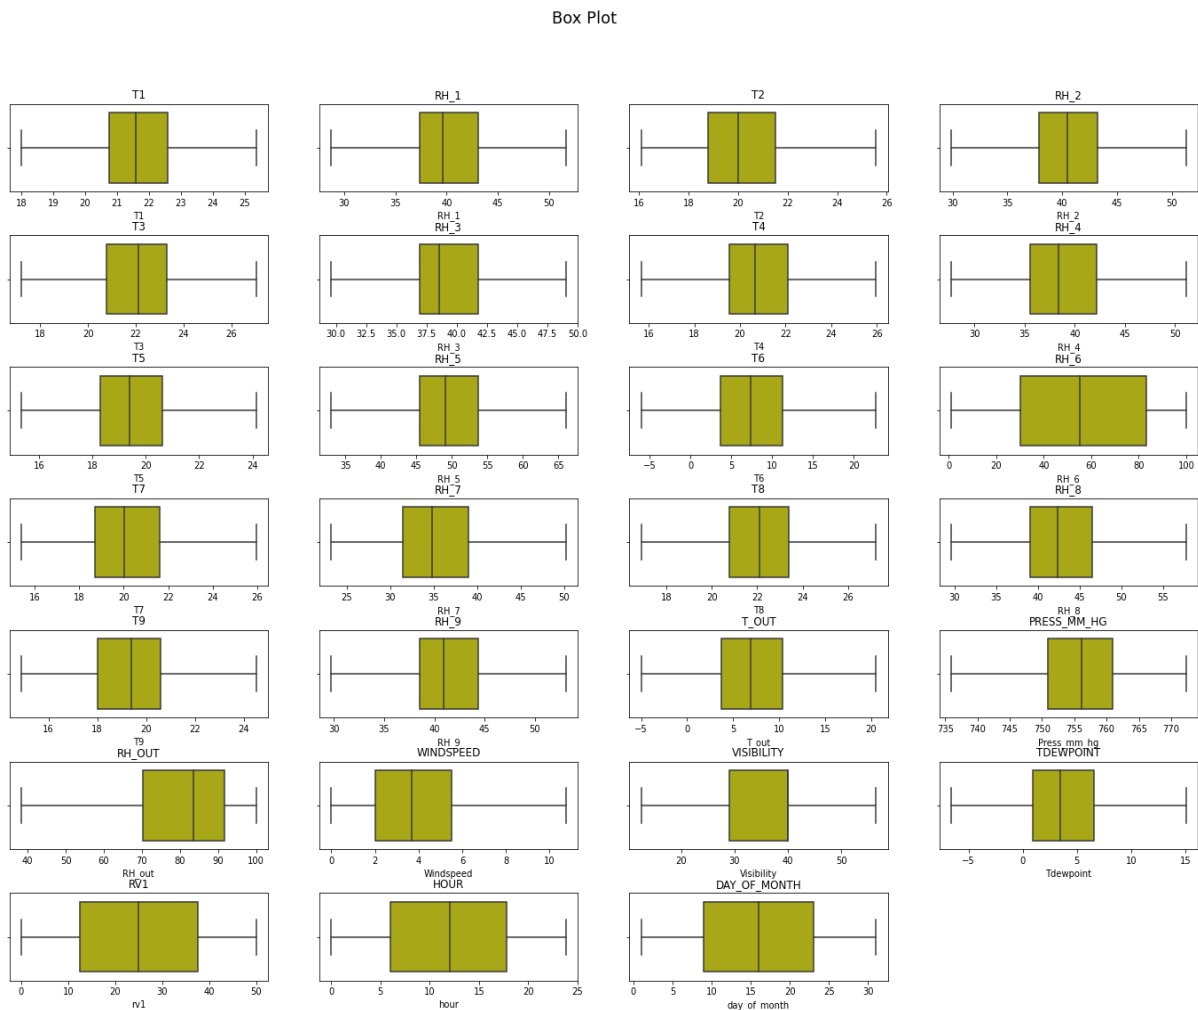 Box Plot
T1 RH_1 T2 RH_2
18 19 20 21 22 23 24 25 30 35 40 45 50 16 18 20 22 24 26 30 35 40 45 50
T1 RH_1 T2 RH_2
T3 RH_3 T4 RH_4
18 20 22 24 26 30.0 32.5 35.0 37.5 40.0 42.5 45.0 47.5 50.0 16 18 20 22 24 26 30 35 40 45 50
T3 RH_3 T4 RH_4
T5 RH_5 T6 RH_6
16 18 20 22 24 35 40 45 50 55 60 65 −5 0 5 10 15 20 0 20 40 60 80 100
T5 RH_5 T6 RH_6
T7 RH_7 T8 RH_8
16 18 20 22 24 26 25 30 35 40 45 50 18 20 22 24 26 30 35 40 45 50 55
T7 RH_7 T8 RH_8
T9 RH_9 T_OUT PRESS_MM_HG
16 18 20 22 24 30 35 40 45 50 −5 0 5 10 15 20 735 740 745 750 755 760 765 770
T9 RH_9 T_out Press_mm_hg
RH_OUT WINDSPEED VISIBILITY TDEWPOINT
40 50 60 70 80 90 100 0 2 4 6 8 10 20 30 40 50 −5 0 5 10 15
RH_out Windspeed Visibility Tdewpoint
RV1 HOUR DAY_OF_MONTH
0 10 20 30 40 50 0 5 10 15 20 25 0 5 10 15 20 25 30
rv1 hour day_of_month